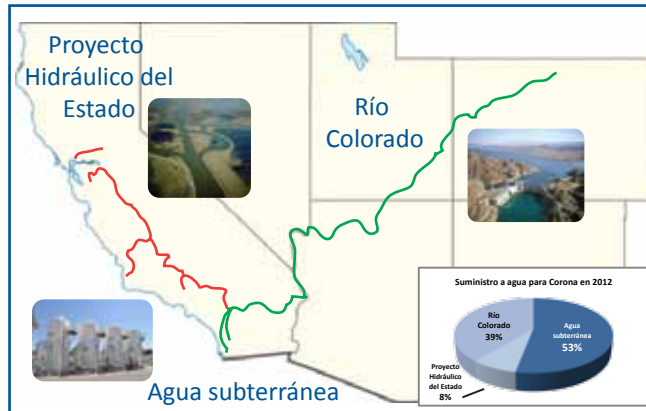 Proyecto
Hidráulico del
Estado
Río
Colorado
Agua subterránea
Suministro a agua para Corona en 2012
Río
Colorado
39%
Agua
subterránea
53%
Proyecto
Hidráulico
del Estado
8%